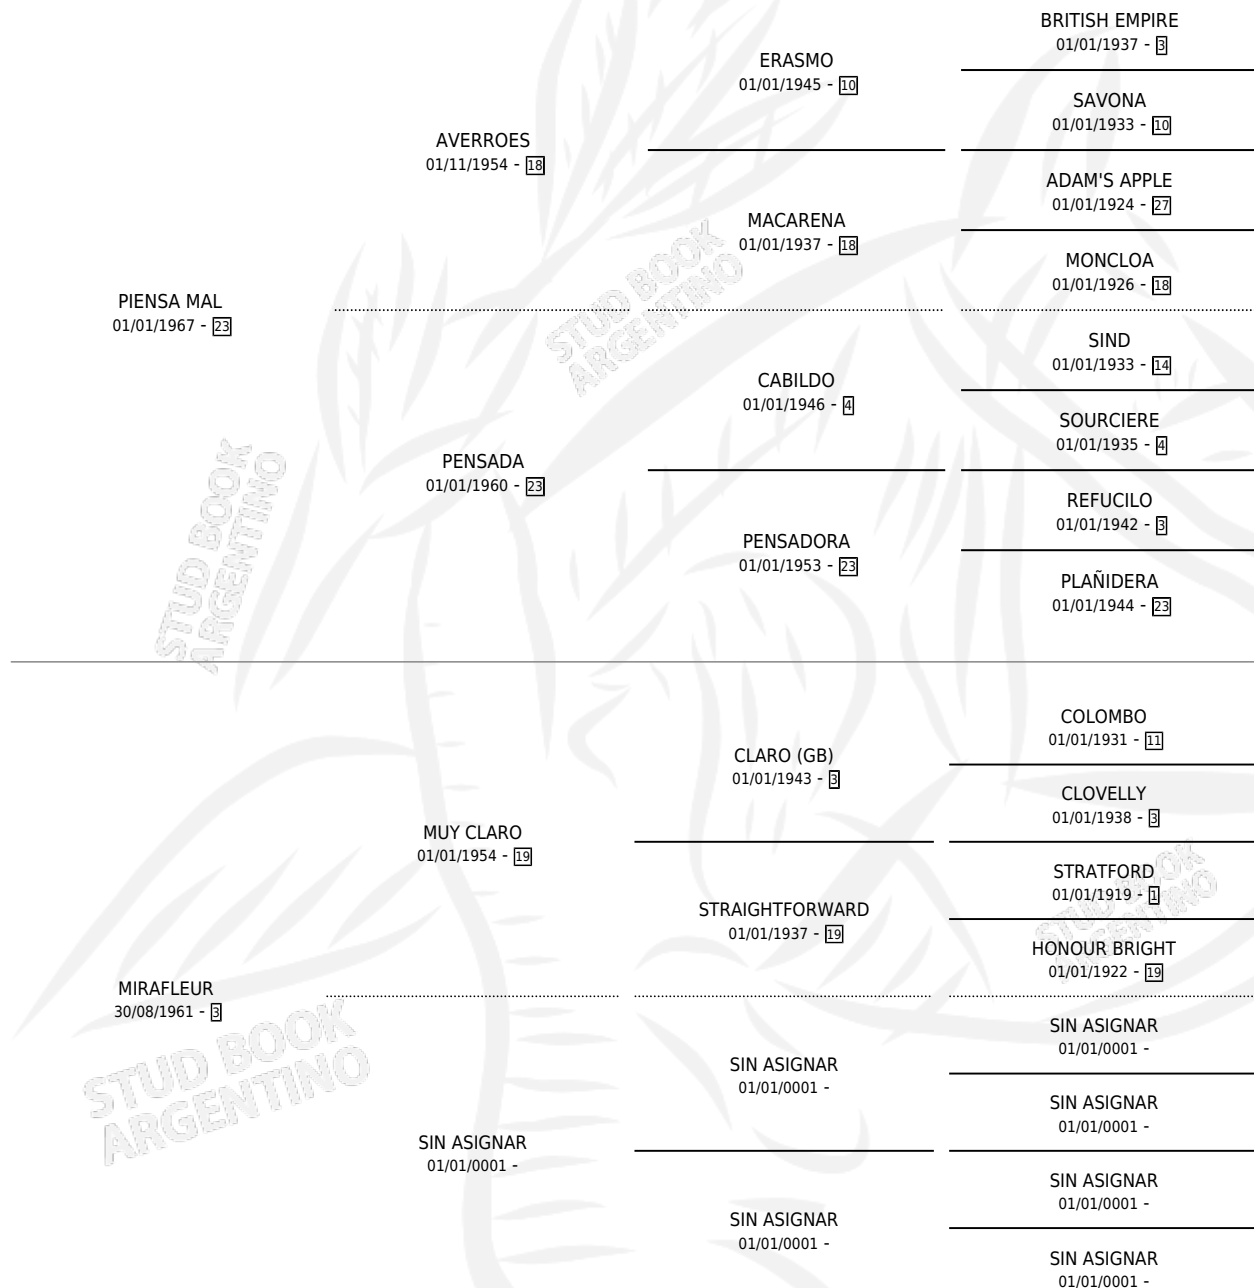 BRITISH EMPIRE
01/01/1937 - 3
ERASMO
01/01/1945 - 10
SAVONA
01/01/1933 - 10
AVERROES
01/11/1954 - 18
ADAM'S APPLE
01/01/1924 - 27
MACARENA
01/01/1937 - 18
MONCLOA
01/01/1926 - 18
PIENSA MAL
01/01/1967 - 23
SIND
01/01/1933 - 14
CABILDO
01/01/1946 - 4
SOURCIERE
01/01/1935 - 4
PENSADA
01/01/1960 - 23
REFUCILO
01/01/1942 - 3
PENSADORA
01/01/1953 - 23
PLAÑIDERA
01/01/1944 - 23
COLOMBO
01/01/1931 - 11
CLARO (GB)
01/01/1943 - 3
CLOVELLY
01/01/1938 - 3
MUY CLARO
01/01/1954 - 19
STRATFORD
01/01/1919 - 1
STRAIGHTFORWARD
01/01/1937 - 19
HONOUR BRIGHT
01/01/1922 - 19
MIRAFLEUR
30/08/1961 - 3
SIN ASIGNAR
01/01/0001 -
SIN ASIGNAR
01/01/0001 -
SIN ASIGNAR
01/01/0001 -
SIN ASIGNAR
01/01/0001 -
SIN ASIGNAR
01/01/0001 -
SIN ASIGNAR
01/01/0001 -
SIN ASIGNAR
01/01/0001 -
STUD BOOK
ARGENTINO
STUD BOOK
ARGENTINO
STUD BOOK
ARGENTINO
STUD BOOK
ARGENTINO